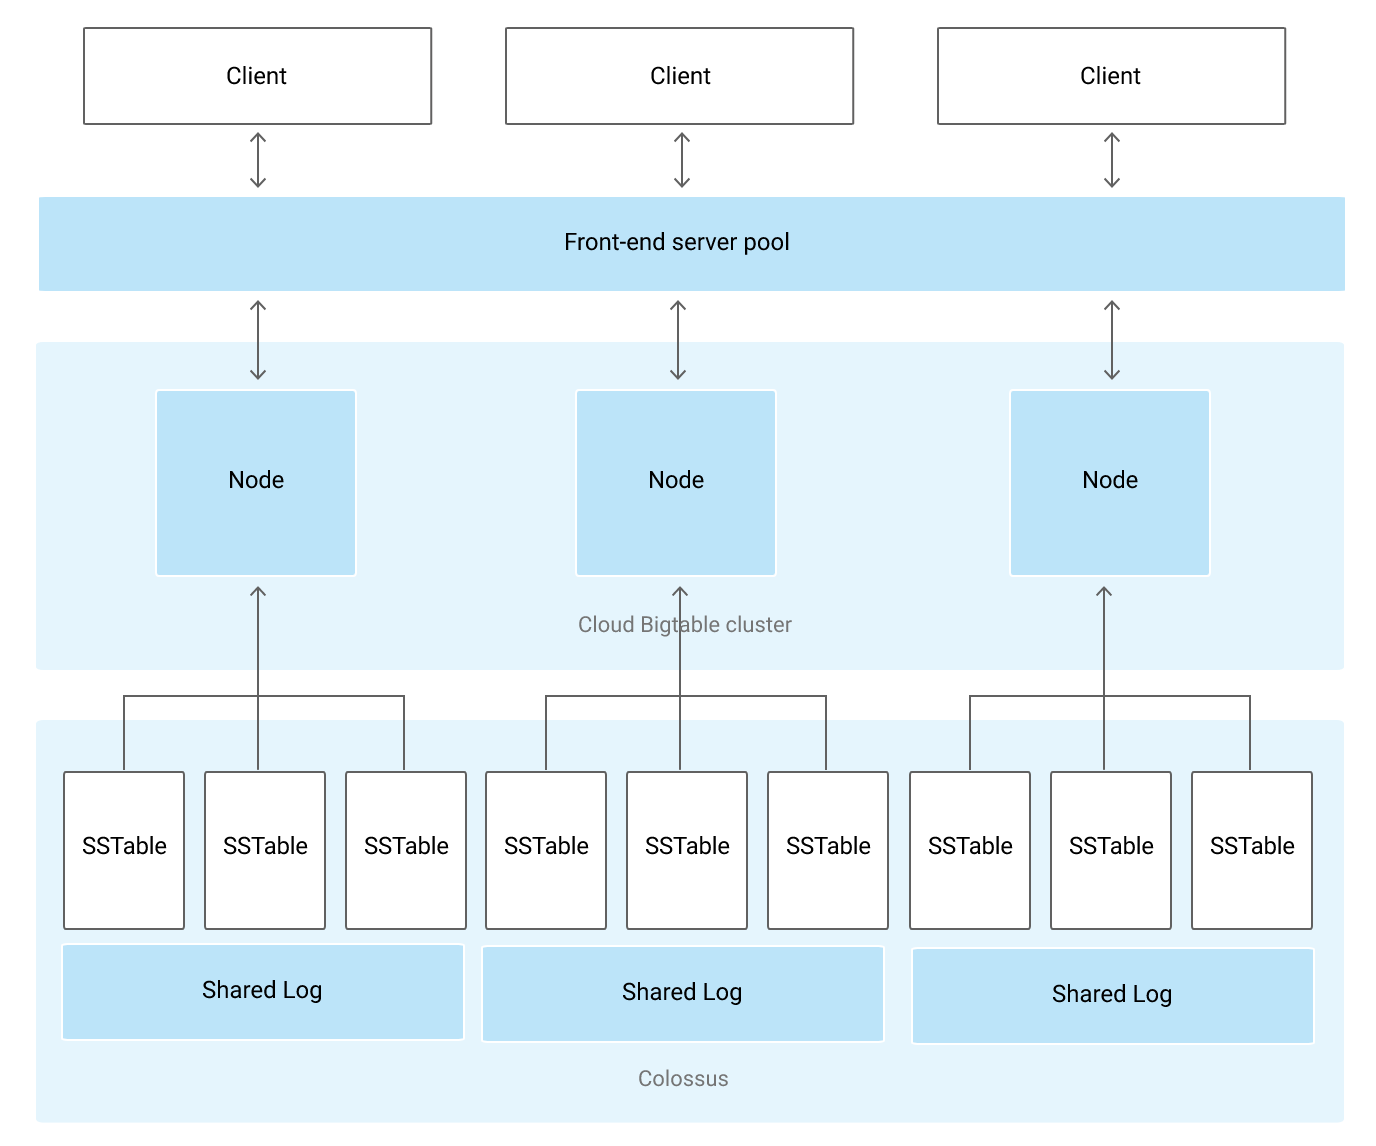 Client
Client
Client
Front-end server pool
Node
Node
Node
Cloud Bigtable cluster
SSTable
SSTable
SSTable
SSTable
SSTable
SSTable
SSTable
SSTable
SSTable
Shared Log
Shared Log
Shared Log
Colossus